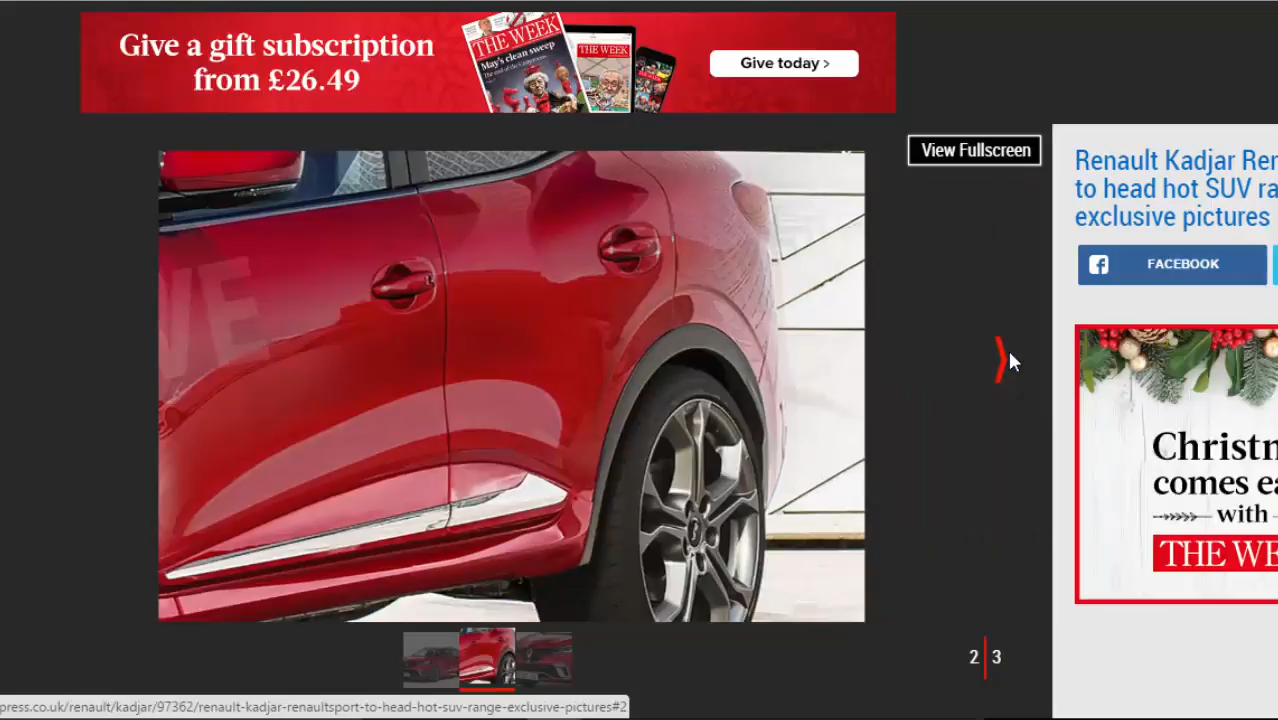 Give a gift subscription
from £26.49
THE WEEK
May's clean sweep
THE WEEK
Give today >
View Fullscreen
Renault Kadjar Ren
to head hot SUV ra
exclusive pictures
FACEBOOK
VE
Christm
comes ea
with
THE WE
2 3
press.co.uk/renault/kadjar/97362/renault-kadjar-renaultsport-to-head-hot-suv-range-exclusive-pictures#2